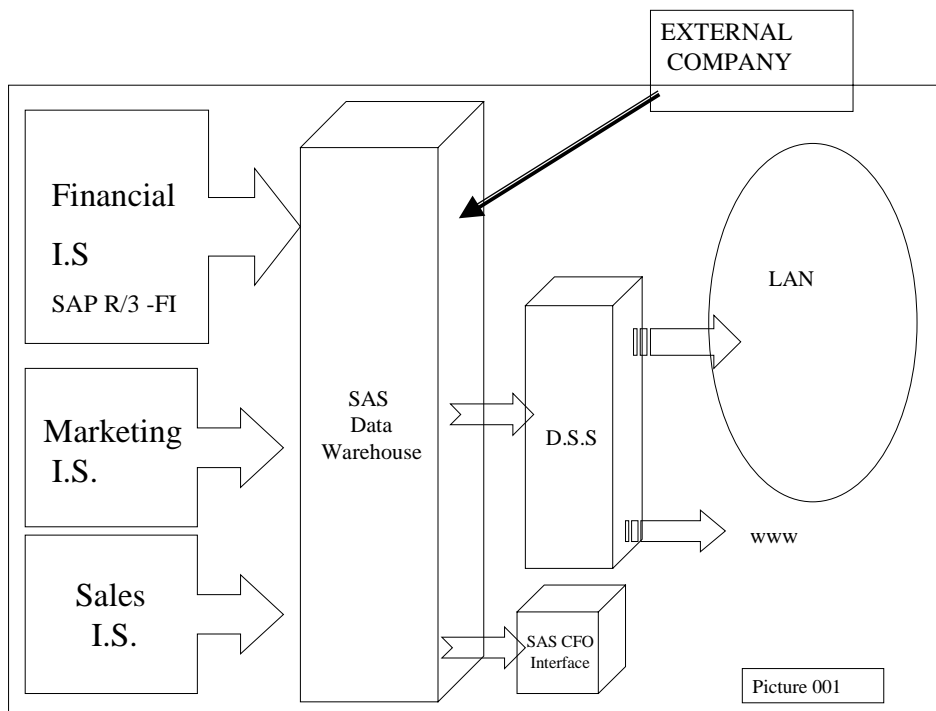 EXTERNAL
COMPANY
Financial
I.S
SAP R/3 -FI
Marketing
I.S.
Sales
I.S.
SAS
Data
Warehouse
D.S.S
LAN
www
SAS CFO
Interface
Picture 001